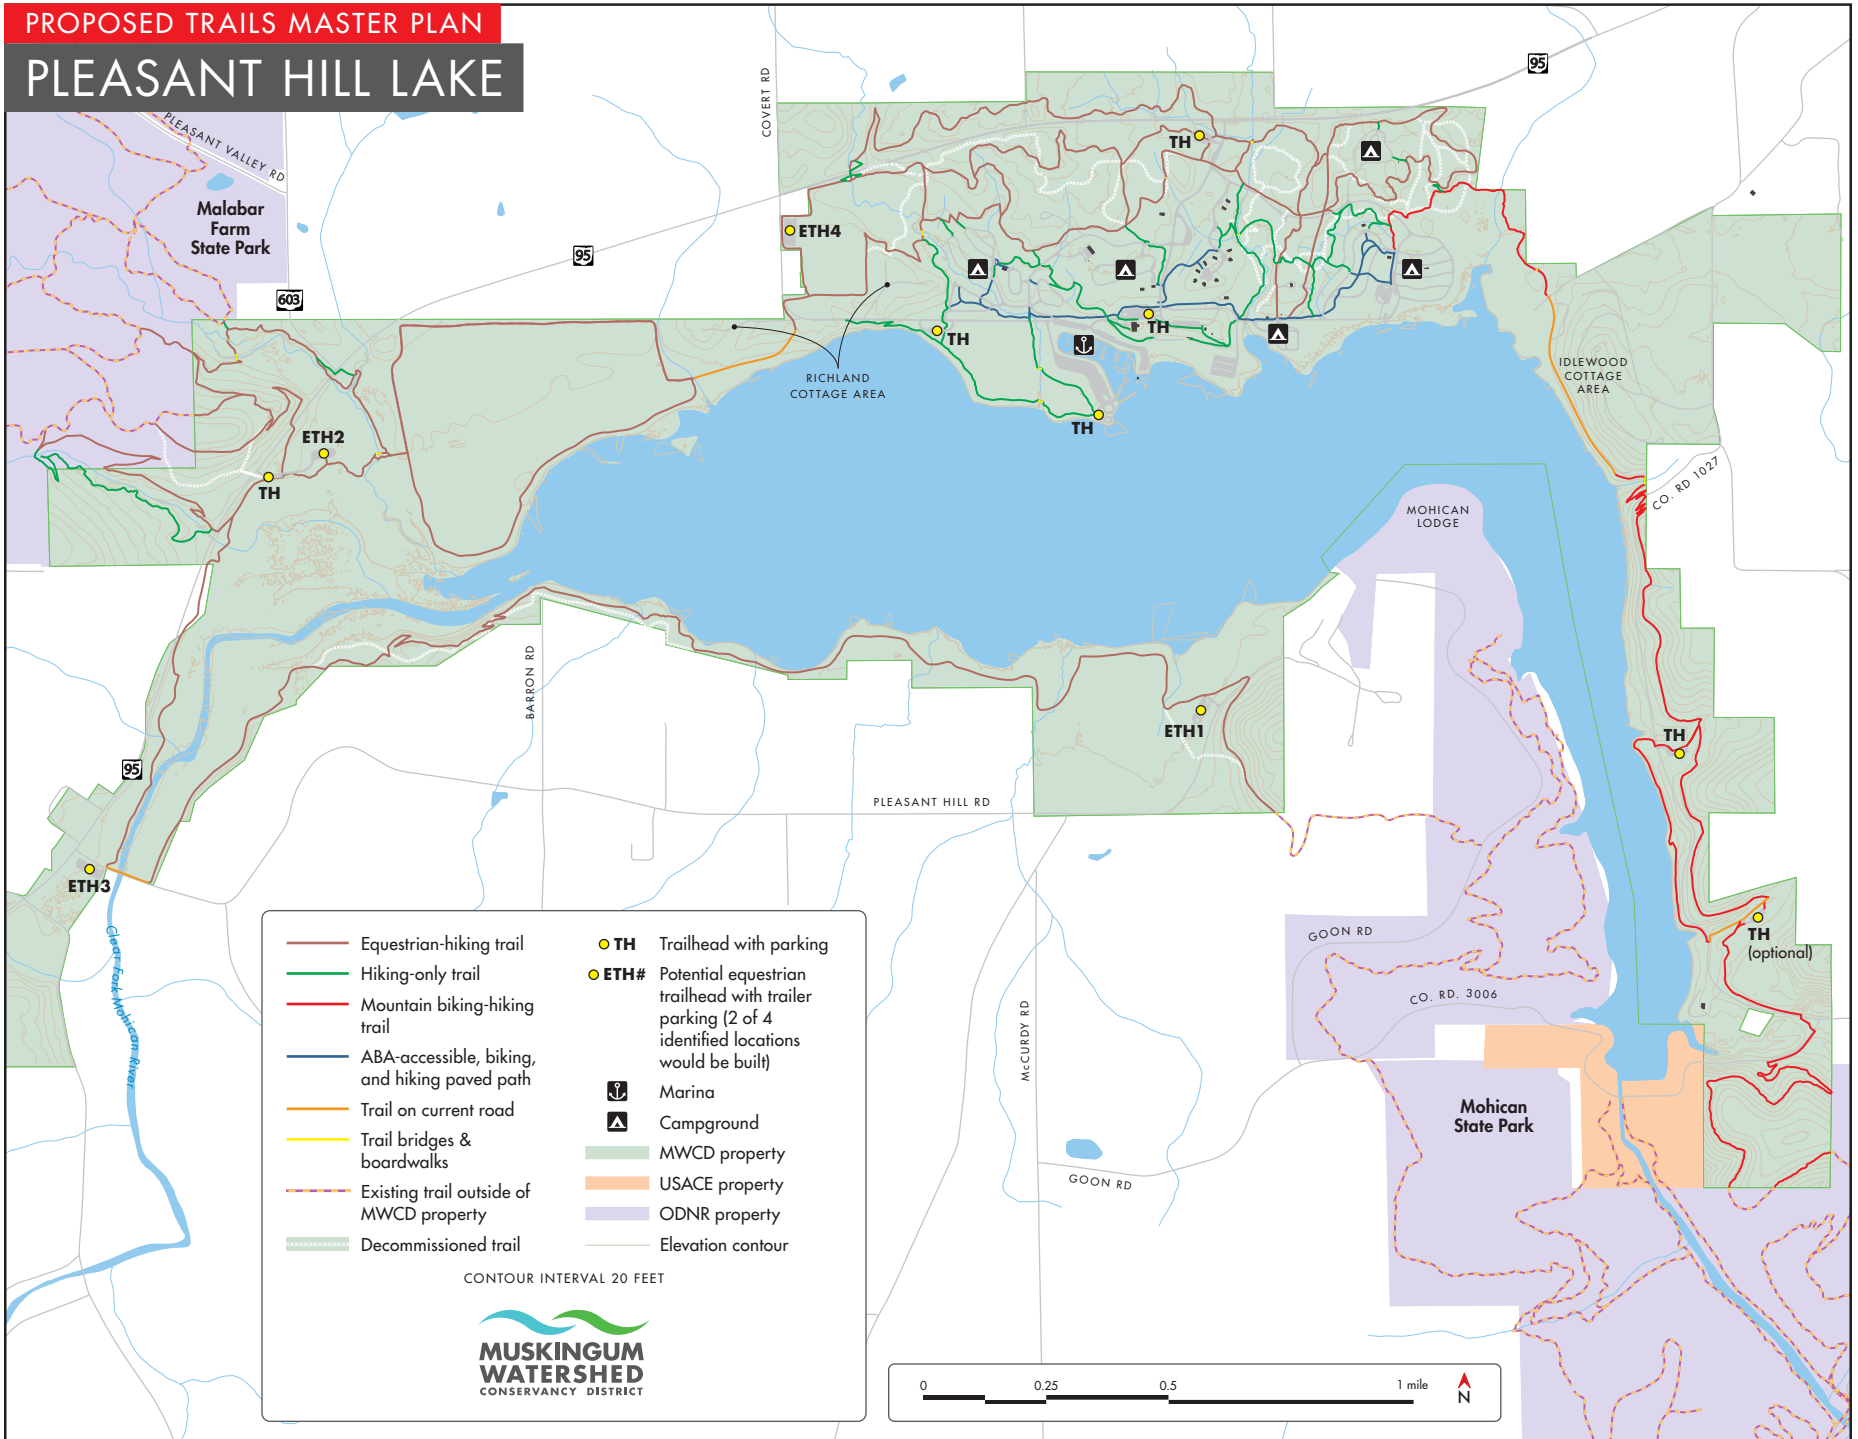 PROPOSED TRAILS MASTER PLAN
PLEASANT HILL LAKE
PLEASANT VALLEY RD
COVERT RD
95
TH
Malabar
Farm
State Park
603
95
ETH4
TH
TH
RICHLAND
COTTAGE AREA
TH
IDLEWOOD
COTTAGE
AREA
ETH2
TH
CO. RD 1027
MOHICAN
LODGE
BARRON RD
ETH1
TH
95
PLEASANT HILL RD
ETH3
Clear Fork Mohican River
GOON RD
TH
(optional)
CO. RD. 3006
McCURDY RD
Mohican
State Park
GOON RD
Equestrian-hiking trail
Hiking-only trail
Mountain biking-hiking
trail
ABA-accessible, biking,
and hiking paved path
Trail on current road
Trail bridges &
boardwalks
Existing trail outside of
MWCD property
Decommissioned trail
TH Trailhead with parking
ETH# Potential equestrian
trailhead with trailer
parking (2 of 4
identified locations
would be built)
Marina
Campground
MWCD property
USACE property
ODNR property
Elevation contour
CONTOUR INTERVAL 20 FEET
MUSKINGUM
WATERSHED
CONSERVANCY DISTRICT
0 0.25 0.5 1 mile
N